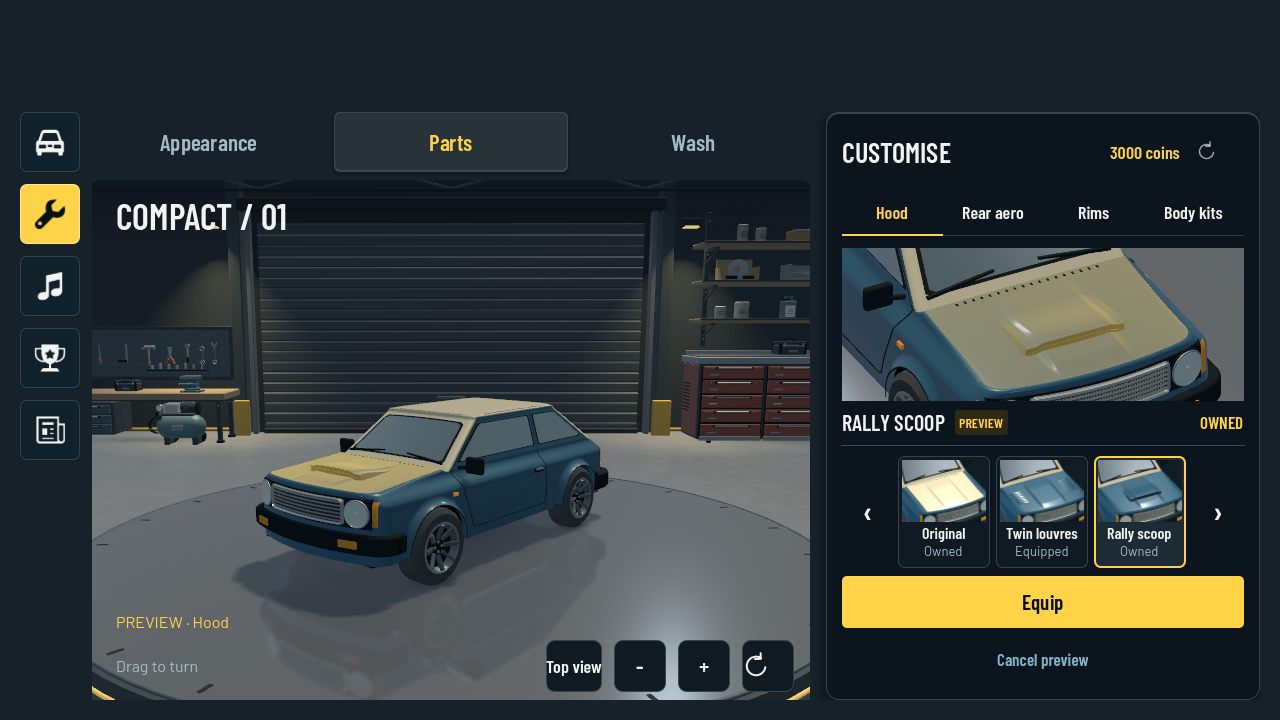 Appearance
Parts
Wash
COMPACT / 01
PREVIEW · Hood
Drag to turn
Top view
-
+
CUSTOMISE
3000 coins
Hood
Rear aero
Rims
Body kits
RALLY SCOOP
PREVIEW
OWNED
‹
Original
Owned
Twin louvres
Equipped
Rally scoop
Owned
›
Equip
Cancel preview